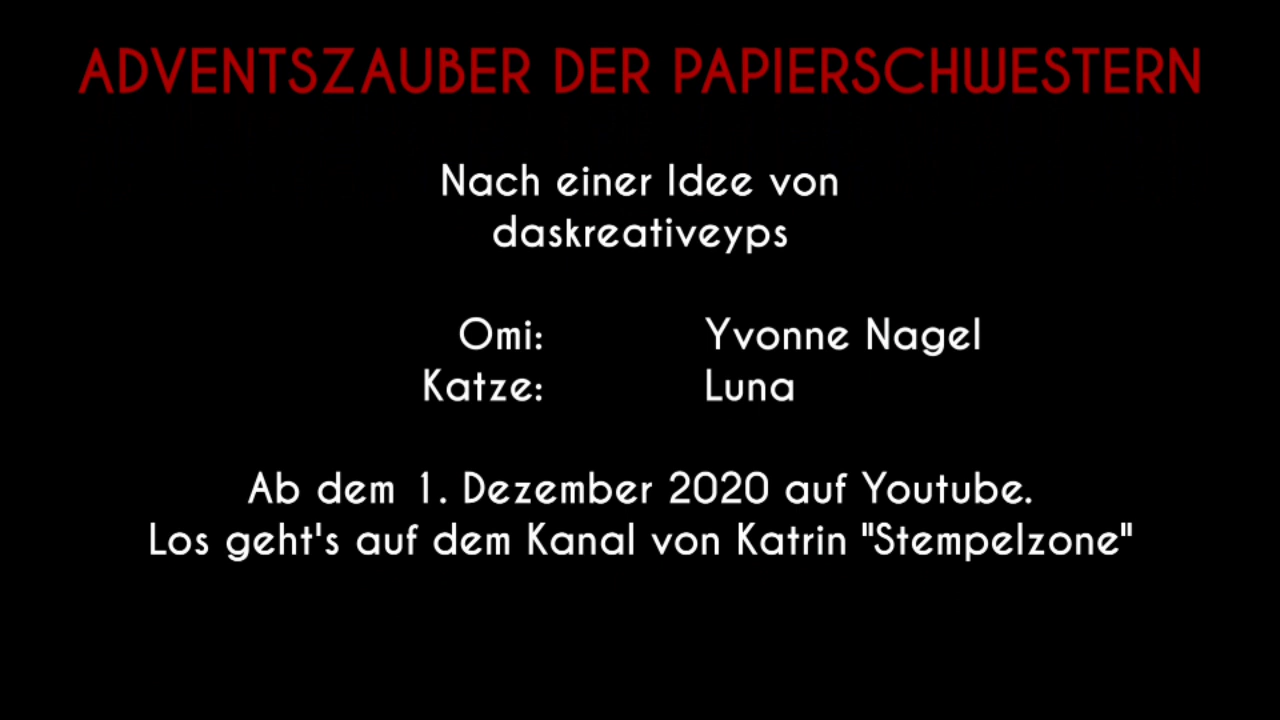 ADVENTSZAUBER DER PAPIERSCHWESTERN
Nach einer Idee von
daskreativeyps
Omi: Yvonne Nagel
Katze: Luna
Ab dem 1. Dezember 2020 auf Youtube.
Los geht's auf dem Kanal von Katrin "Stempelzone"